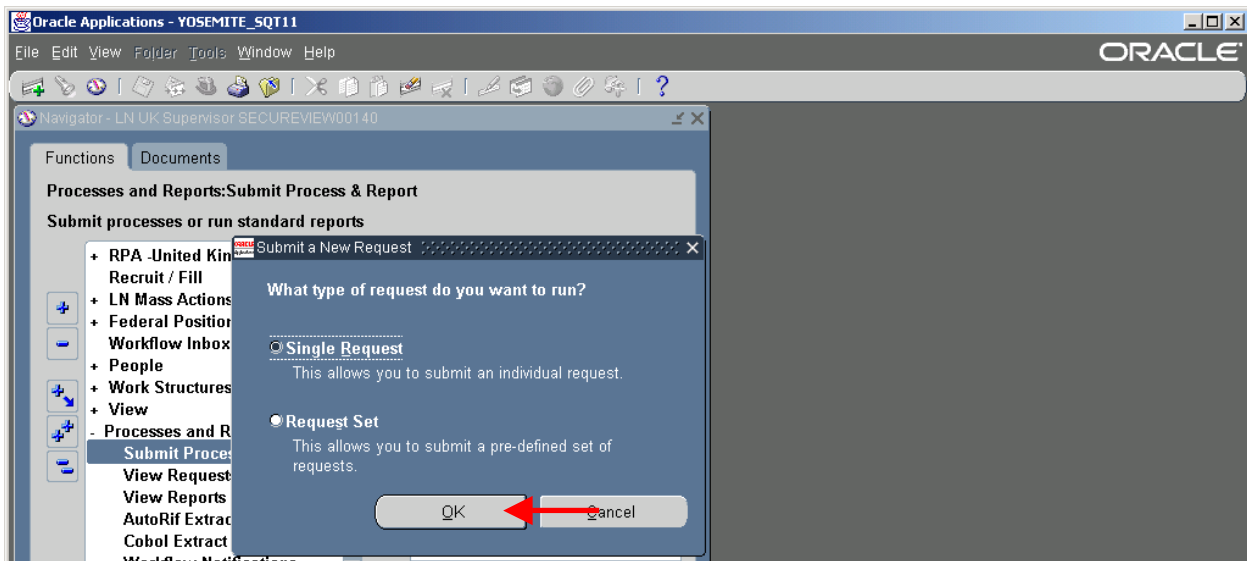 Oracle Applications - YOSEMITE_SQT11
File Edit View Folder Tools Window Help
ORACLE
Navigator - LN UK Supervisor SECUREVIEW00140
Functions Documents
Processes and Reports:Submit Process & Report
Submit processes or run standard reports
+ RPA -United Kin
Recruit / Fill
+ LN Mass Actions
+ Federal Position
Workflow Inbox
+ People
+ Work Structures
+ View
- Processes and R
Submit Proces
View Request
View Reports
AutoRif Extrac
Cobol Extract
Workflow Notifications
Submit a New Request
What type of request do you want to run?
Single Request
This allows you to submit an individual request.
Request Set
This allows you to submit a pre-defined set of
requests.
OK Cancel